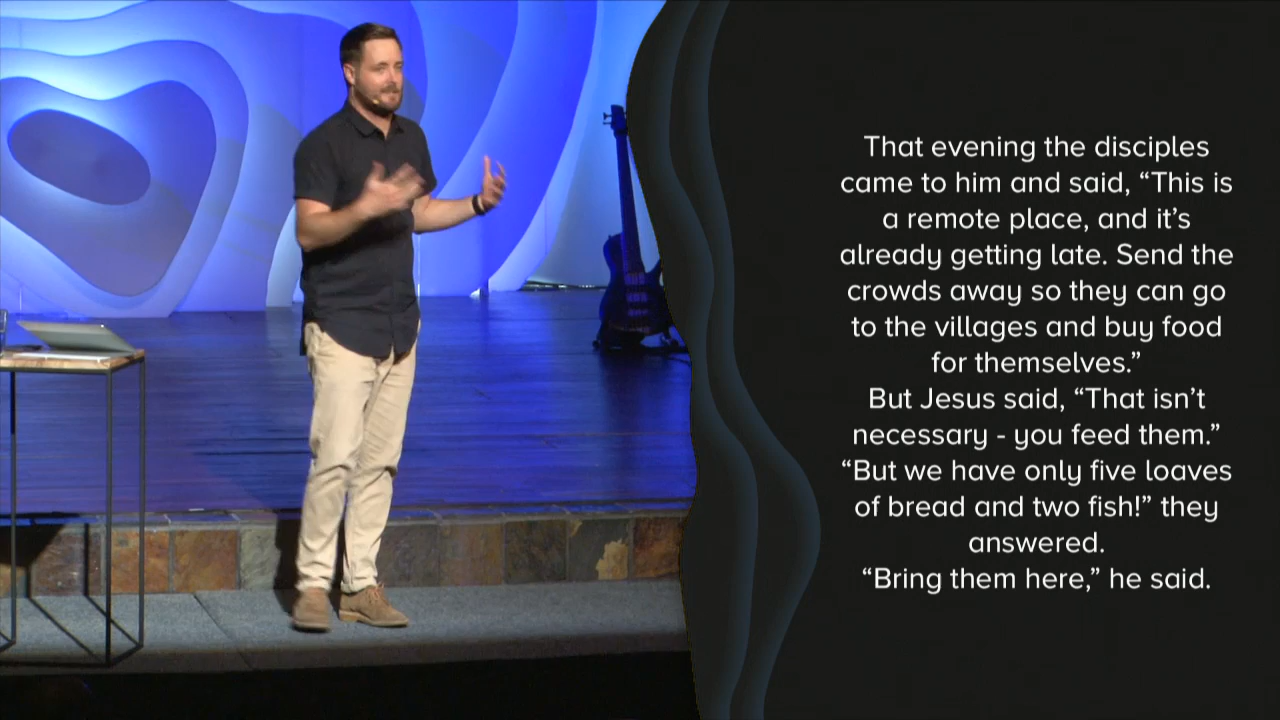 That evening the disciples
came to him and said, “This is
a remote place, and it’s
already getting late. Send the
crowds away so they can go
to the villages and buy food
for themselves.”
But Jesus said, “That isn’t
necessary - you feed them.”
“But we have only five loaves
of bread and two fish!” they
answered.
“Bring them here,” he said.